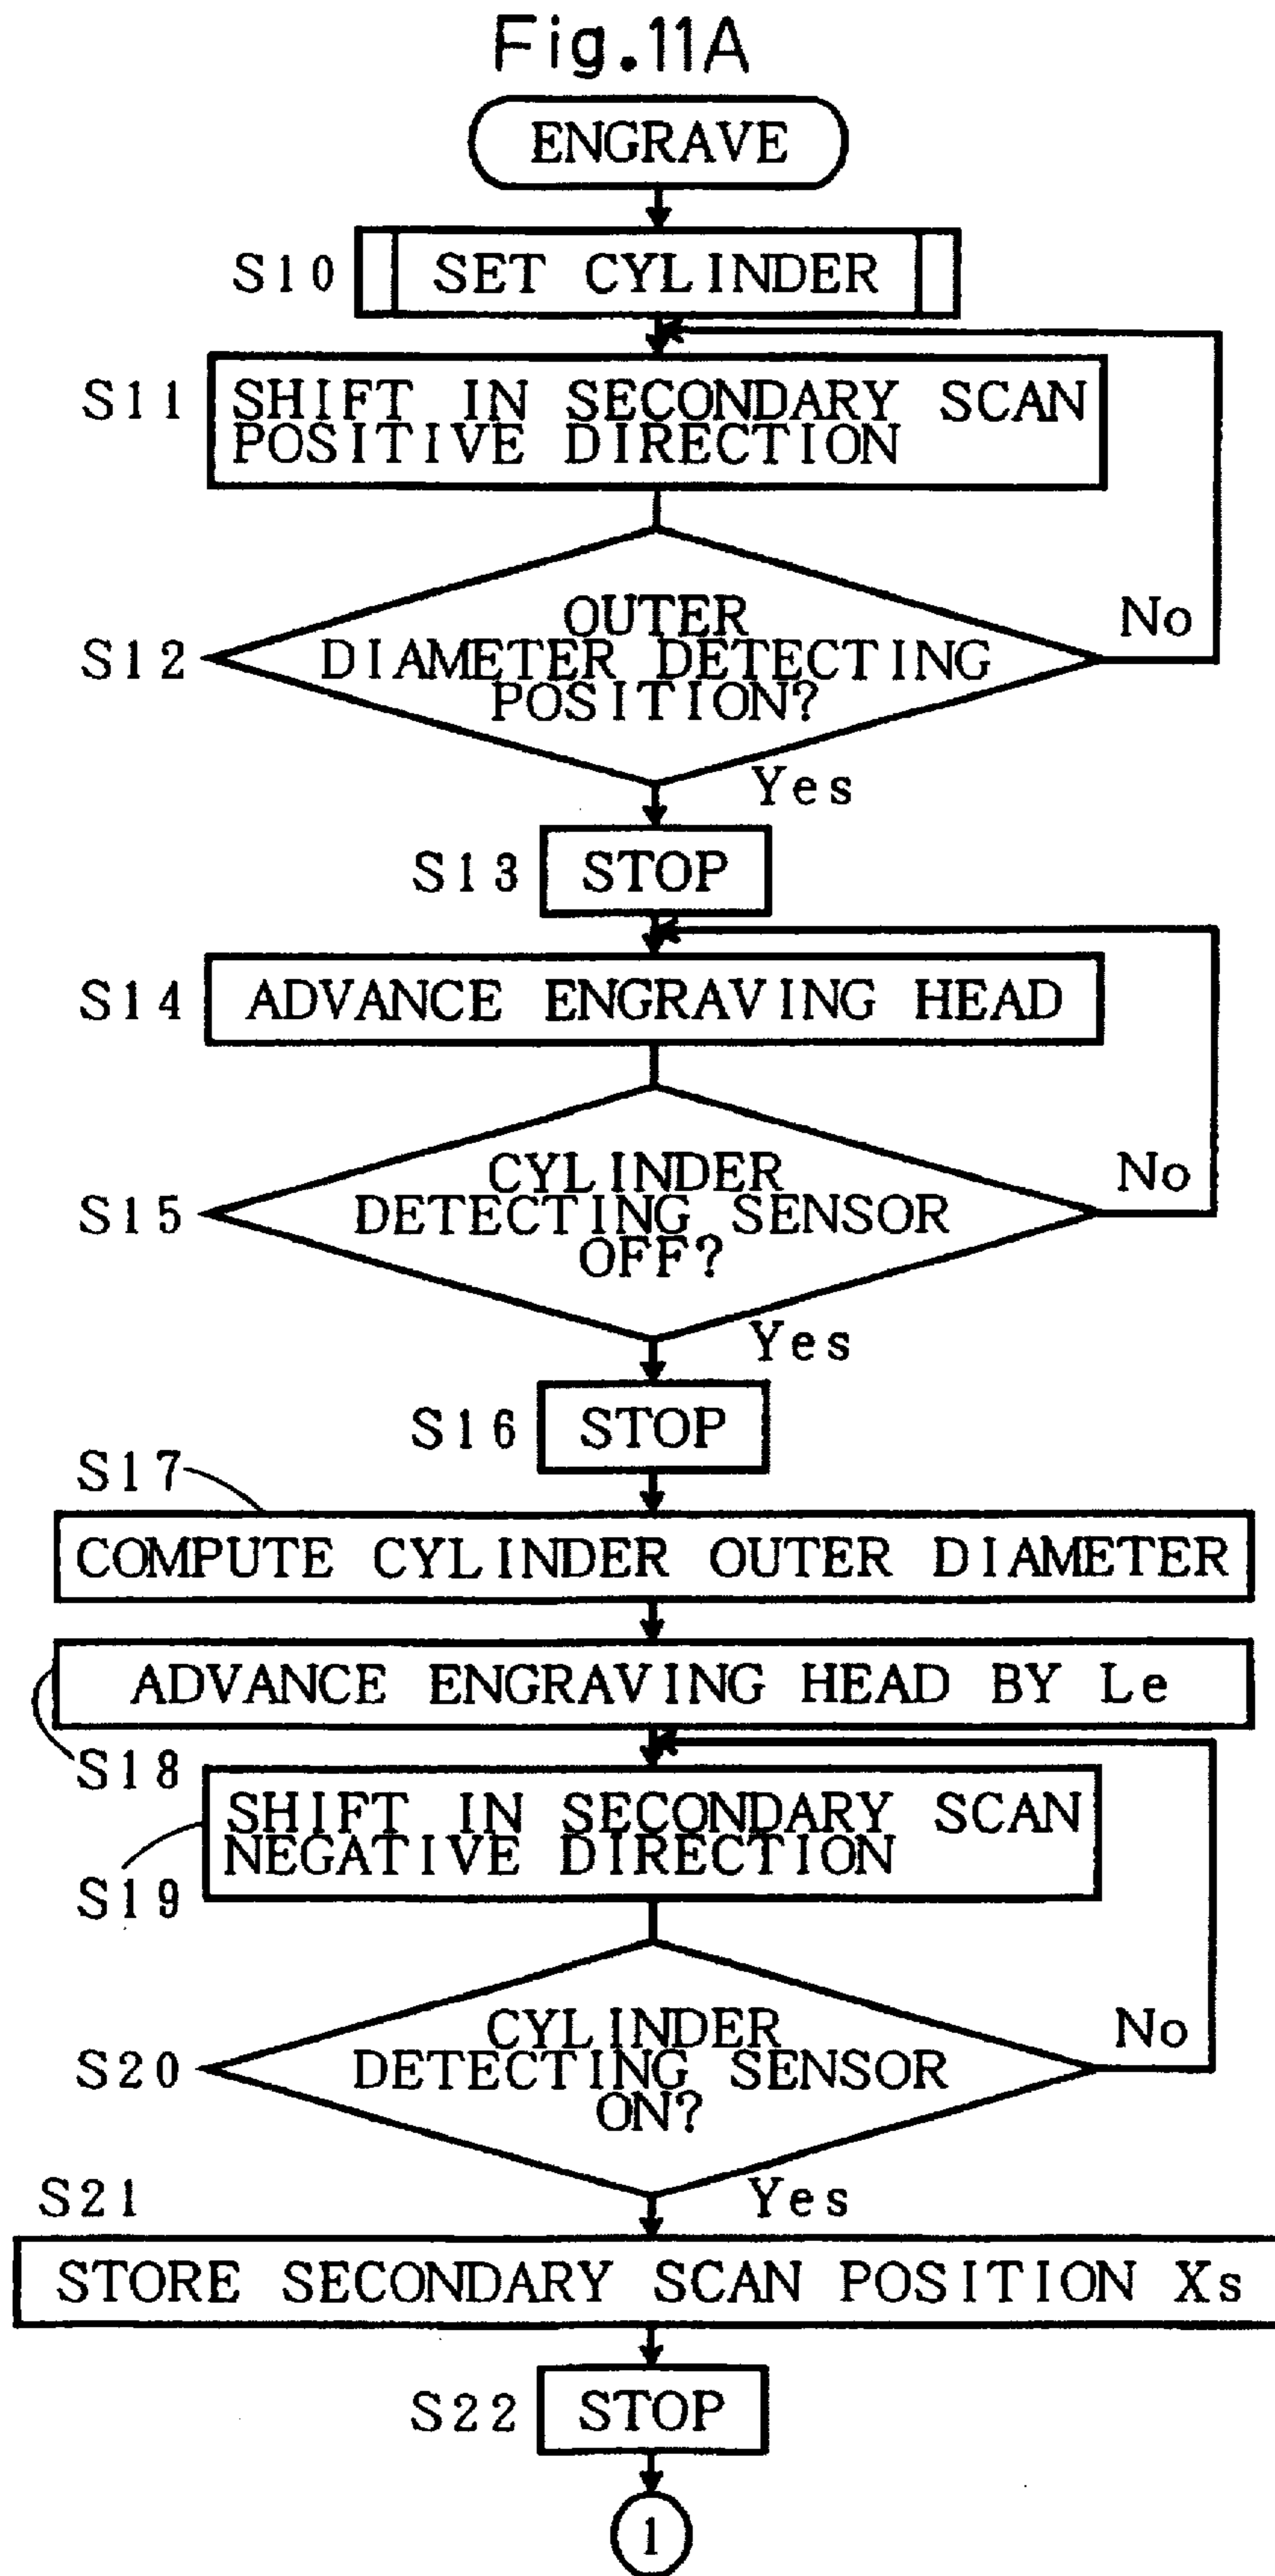 Fig.11A
ENGRAVE
S10
SET CYLINDER
S11
SHIFT IN SECONDARY SCAN
POSITIVE DIRECTION
S12
OUTER
DIAMETER DETECTING
POSITION?
No
Yes
S13
STOP
S14
ADVANCE ENGRAVING HEAD
S15
CYLINDER
DETECTING SENSOR
OFF?
No
Yes
S16
STOP
S17
COMPUTE CYLINDER OUTER DIAMETER
ADVANCE ENGRAVING HEAD BY Le
S18
SHIFT IN SECONDARY SCAN
NEGATIVE DIRECTION
S19
S20
CYLINDER
DETECTING SENSOR
ON?
No
Yes
S21
STORE SECONDARY SCAN POSITION Xs
S22
STOP
1